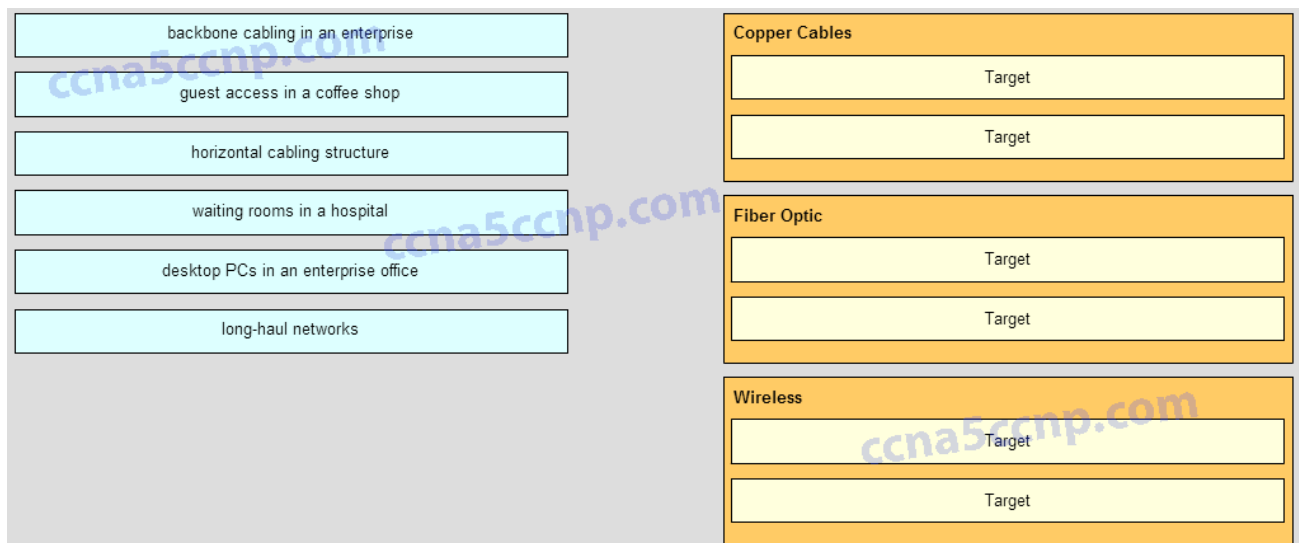 backbone cabling in an enterprise
guest access in a coffee shop
horizontal cabling structure
waiting rooms in a hospital
desktop PCs in an enterprise office
long-haul networks
Copper Cables
Target
Target
Fiber Optic
Target
Target
Wireless
Target
Target
ccna5ccnp.com
ccna5ccnp.com
ccna5ccnp.com